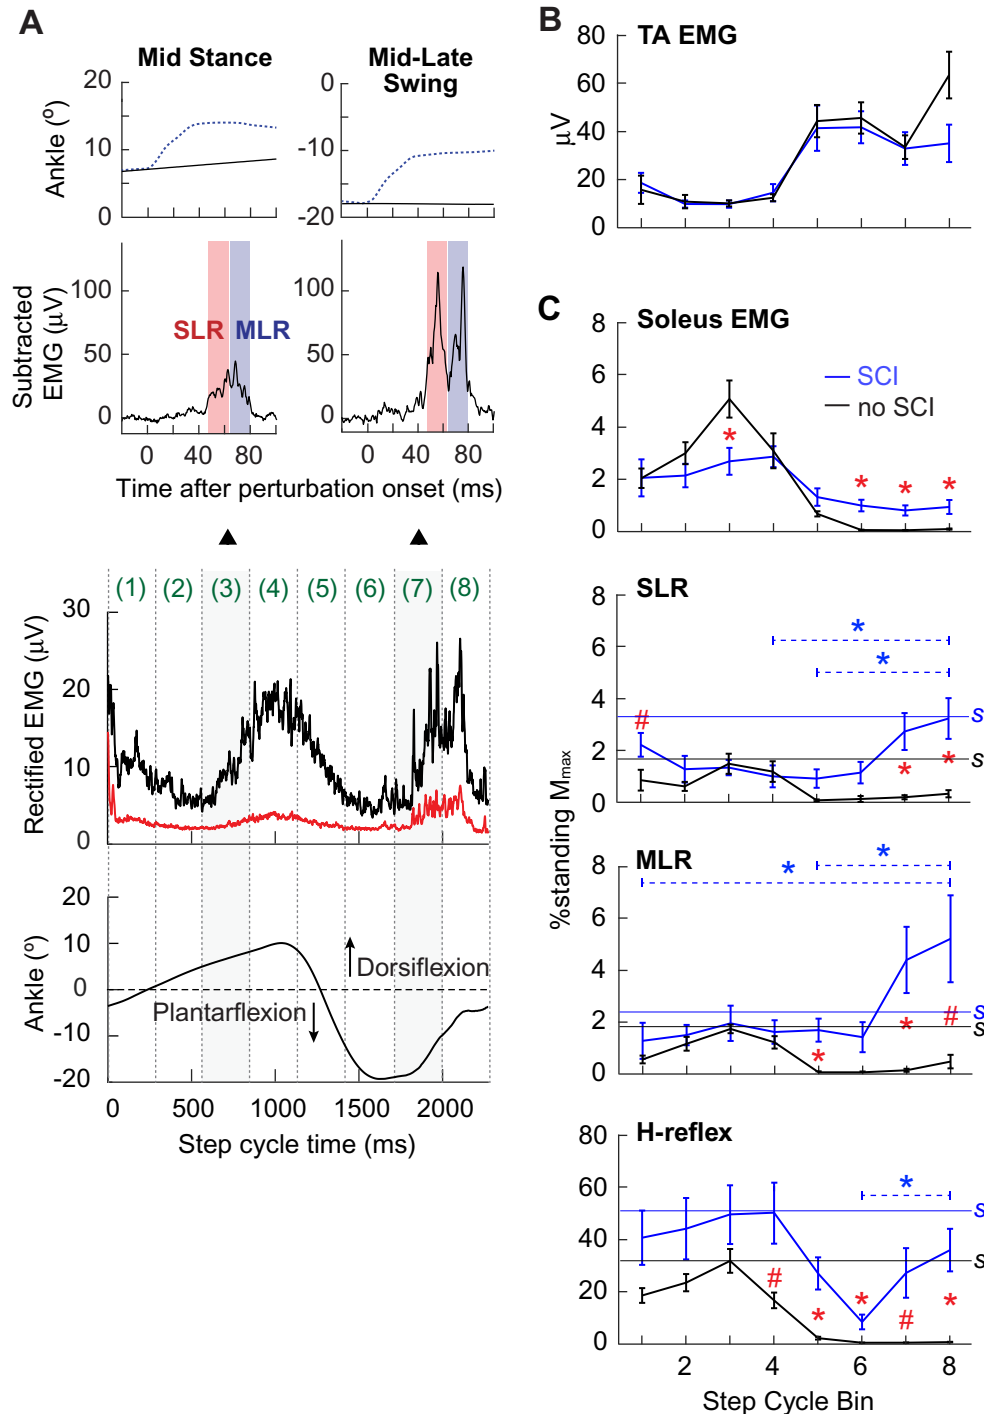 A
Mid Stance
Mid-Late
Swing
20
10
0
Ankle (º)
0
-10
-20
100
50
0
Subtracted
EMG (µV)
SLR
MLR
0 40 80
0 40 80
Time after perturbation onset (ms)
(1) (2) (3) (4) (5) (6) (7) (8)
30
20
10
0
Rectified EMG (µV)
20
10
0
-10
-20
Ankle (º)
Dorsiflexion
Plantarflexion
0 500 1000 1500 2000
Step cycle time (ms)
B
TA EMG
80
60
40
20
0
µV
C
Soleus EMG
8
6
4
2
0
SCI
no SCI
*
* * *
SLR
8
6
4
2
0
*
*
#
* *
s
s
%standing Mmax
MLR
8
6
4
2
0
*
*
* * #
s
s
H-reflex
80
60
40
20
0
*
# * * # *
s
s
2 4 6 8
Step Cycle Bin